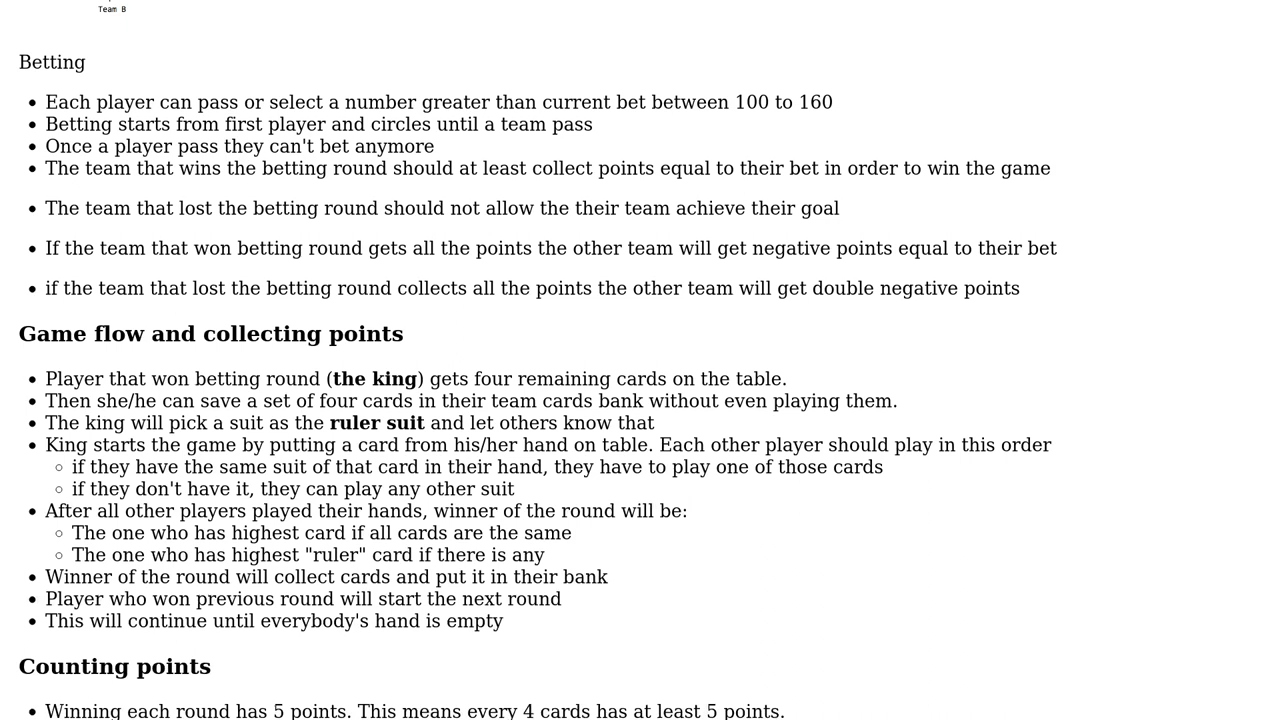 Team B
Betting
Each player can pass or select a number greater than current bet between 100 to 160
Betting starts from first player and circles until a team pass
Once a player pass they can't bet anymore
The team that wins the betting round should at least collect points equal to their bet in order to win the game
The team that lost the betting round should not allow the their team achieve their goal
If the team that won betting round gets all the points the other team will get negative points equal to their bet
if the team that lost the betting round collects all the points the other team will get double negative points
Game flow and collecting points
Player that won betting round (the king) gets four remaining cards on the table.
Then she/he can save a set of four cards in their team cards bank without even playing them.
The king will pick a suit as the ruler suit and let others know that
King starts the game by putting a card from his/her hand on table. Each other player should play in this order
if they have the same suit of that card in their hand, they have to play one of those cards
if they don't have it, they can play any other suit
After all other players played their hands, winner of the round will be:
The one who has highest card if all cards are the same
The one who has highest "ruler" card if there is any
Winner of the round will collect cards and put it in their bank
Player who won previous round will start the next round
This will continue until everybody's hand is empty
Counting points
Winning each round has 5 points. This means every 4 cards has at least 5 points.